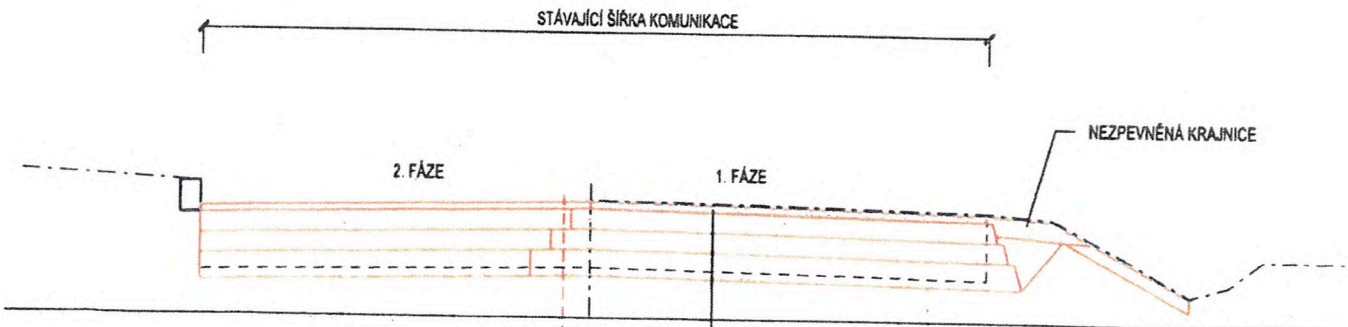 STÁVAJÍCÍ ŠÍŘKA KOMUNIKACE
NEZPEVNĚNÁ KRAJNICE
2. FÁZE
1. FÁZE